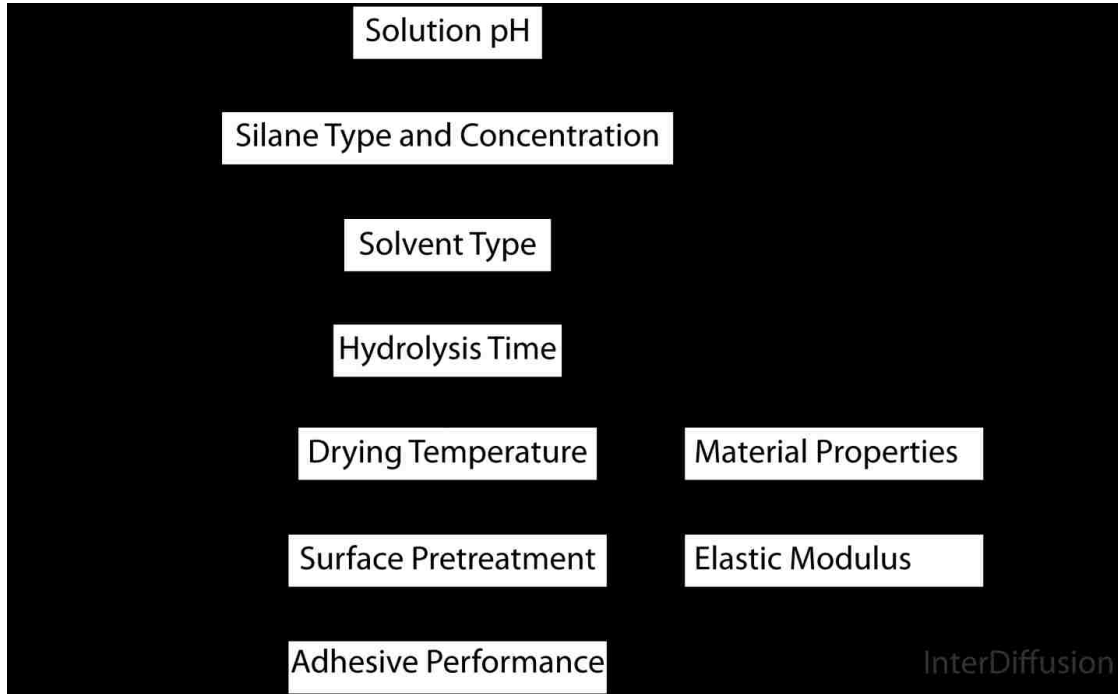 Solution pH
Silane Type and Concentration
Solvent Type
Hydrolysis Time
Drying Temperature
Material Properties
Surface Pretreatment
Elastic Modulus
Adhesive Performance
InterDiffusion